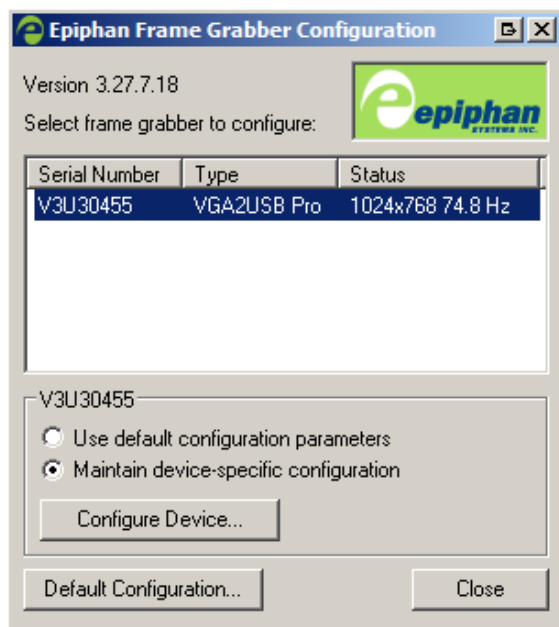 Epiphan Frame Grabber Configuration
Version 3.27.7.18
epiphan
SYSTEMS INC.
Select frame grabber to configure:
Serial Number Type Status
V3U30455 VGA2USB Pro 1024x768 74.8 Hz
V3U30455
Use default configuration parameters
Maintain device-specific configuration
Configure Device...
Default Configuration... Close